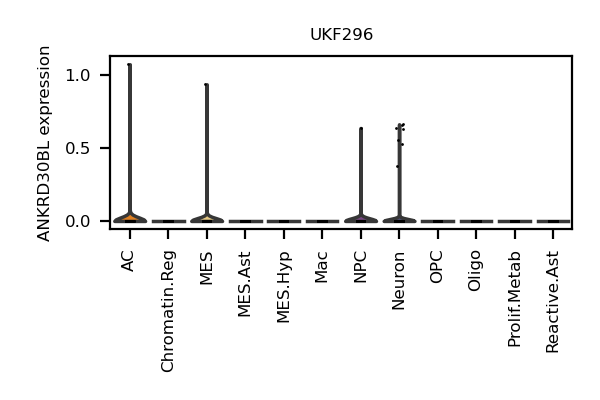 UKF296
ANKRD30BL expression
1.0
0.5
0.0
AC
Chromatin.Reg
MES
MES.Ast
MES.Hyp
Mac
NPC
Neuron
OPC
Oligo
Prolif.Metab
Reactive.Ast